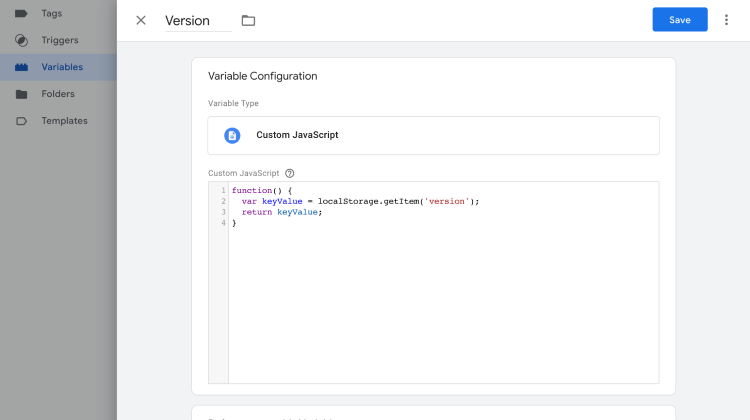 Tags
Triggers
Variables
Folders
Templates
Version
Save
Variable Configuration
Variable Type
Custom JavaScript
Custom JavaScript
1 function() {
2   var keyValue = localStorage.getItem('version');
3   return keyValue;
4 }